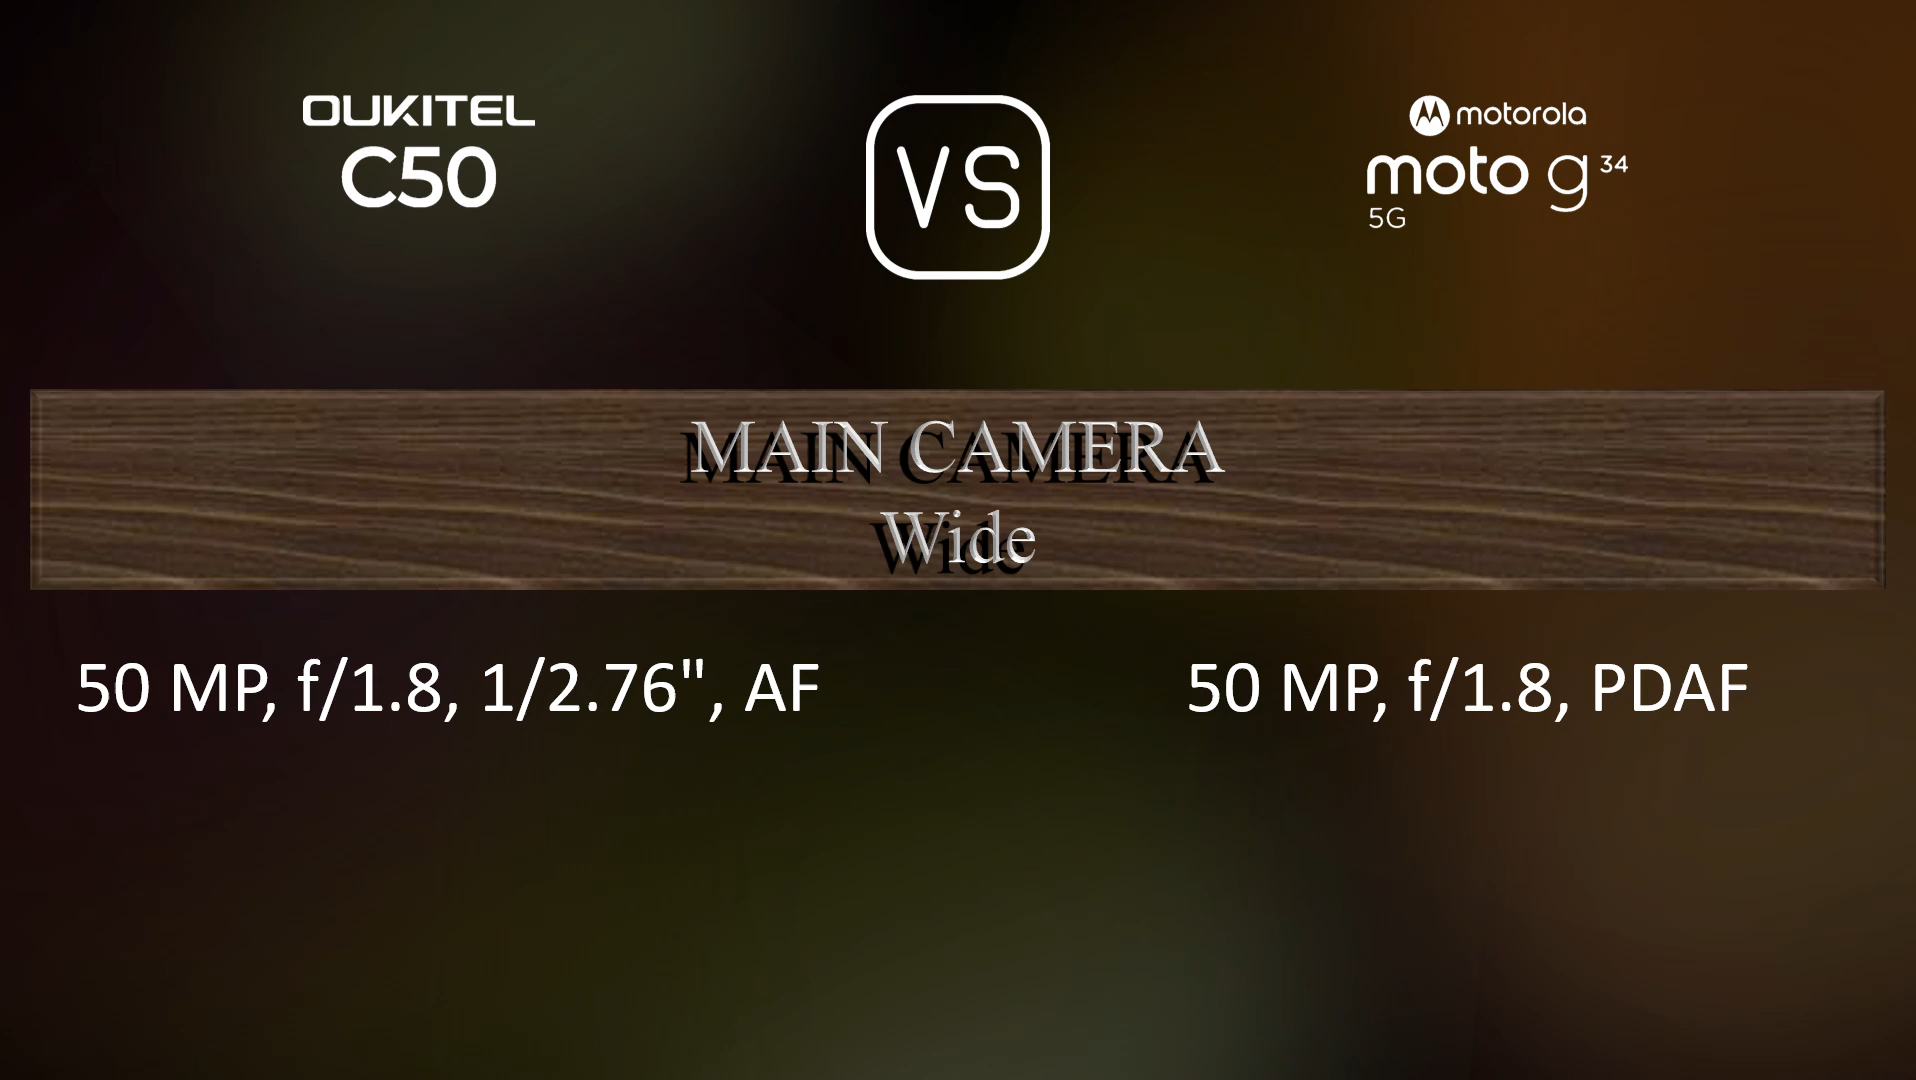 OUKITEL
C50
VS
motorola
moto g 34
5G
MAIN CAMERA
Wide
50 MP, f/1.8, 1/2.76", AF
50 MP, f/1.8, PDAF